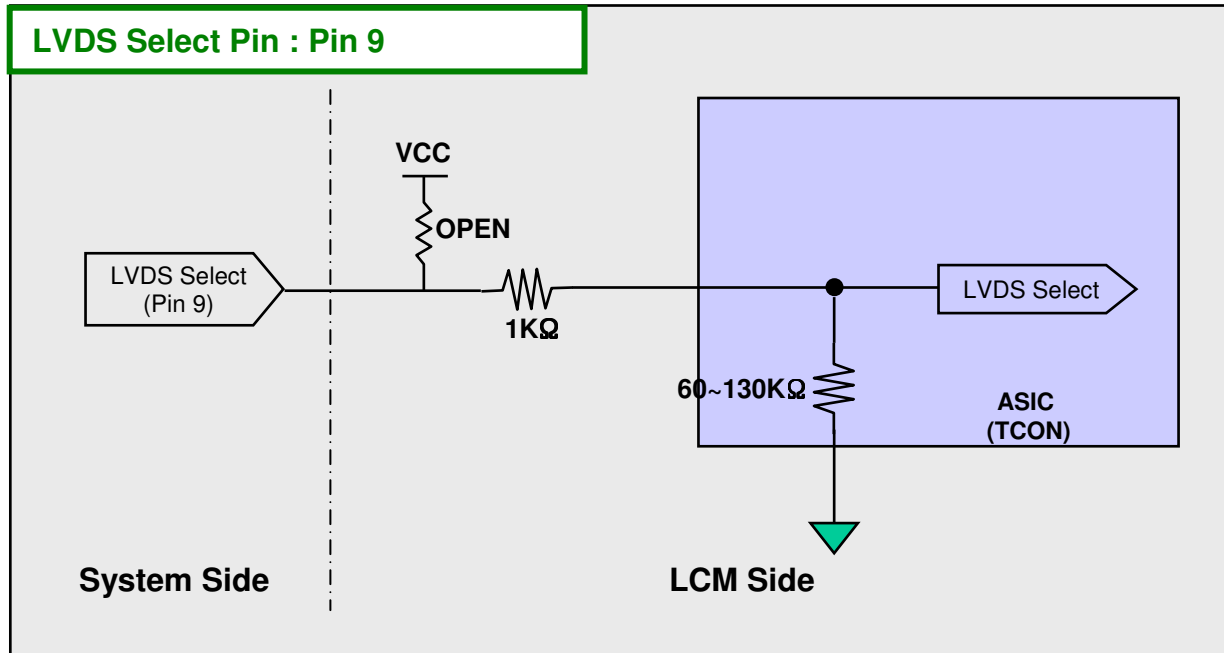 LVDS Select Pin : Pin 9
VCC
OPEN
LVDS Select
(Pin 9)
1KΩ
LVDS Select
60~130KΩ
ASIC
(TCON)
System Side
LCM Side